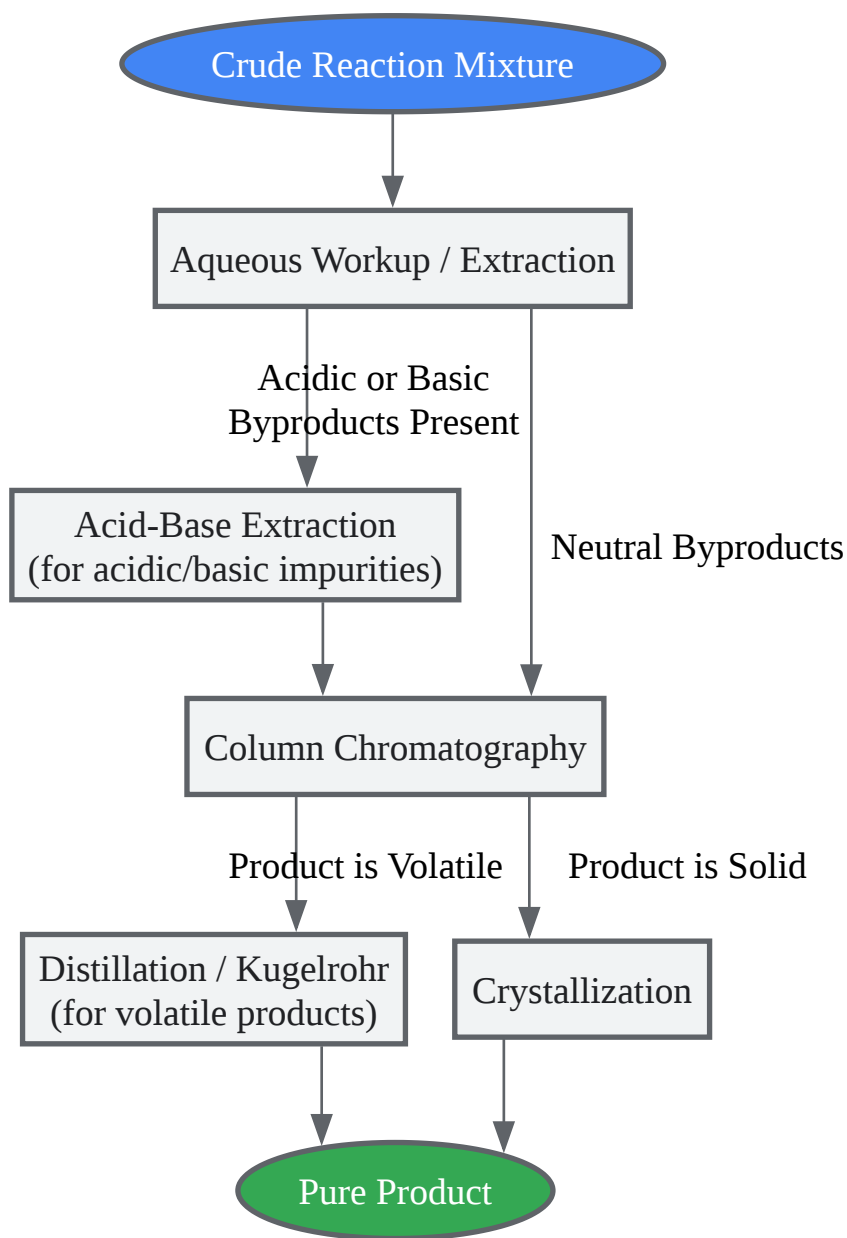 Crude Reaction Mixture
Aqueous Workup / Extraction
Acidic or Basic
Byproducts Present
Acid-Base Extraction
(for acidic/basic impurities)
Neutral Byproducts
Column Chromatography
Product is Volatile
Product is Solid
Distillation / Kugelrohr
(for volatile products)
Crystallization
Pure Product